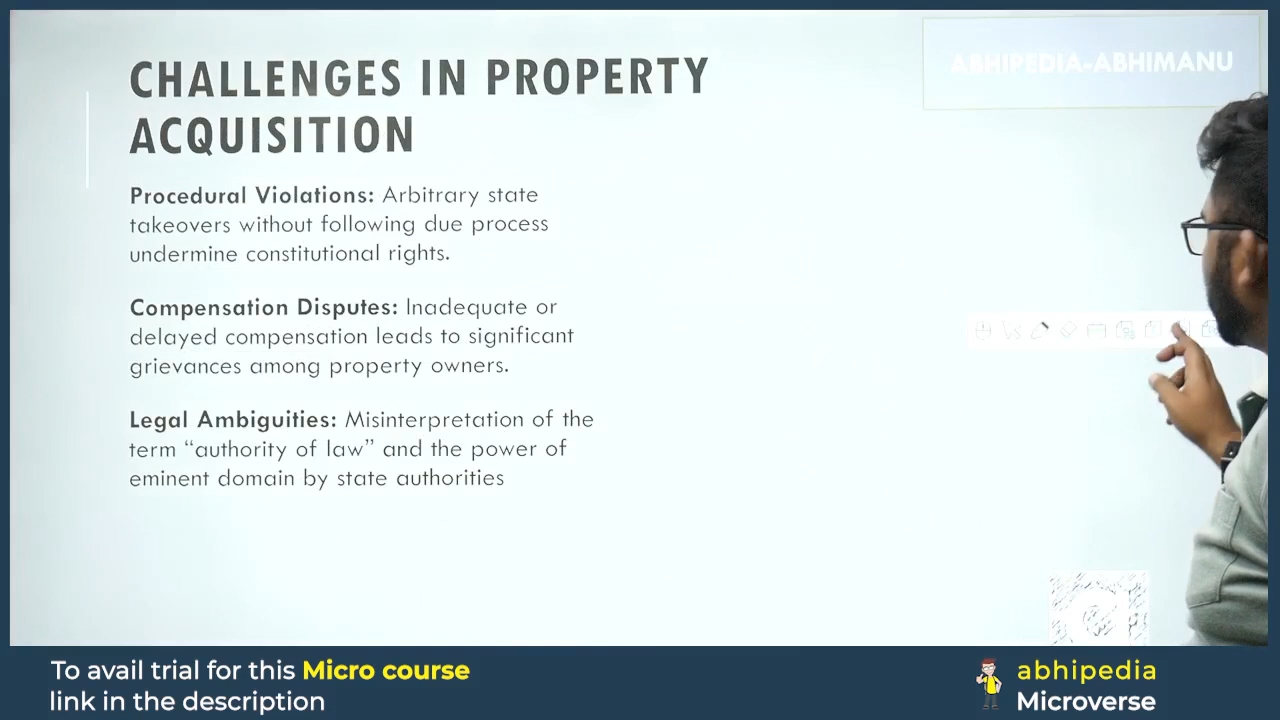 ABHIPEDIA-ABHIMANU
CHALLENGES IN PROPERTY
ACQUISITION
Procedural Violations: Arbitrary state
takeovers without following due process
undermine constitutional rights.
Compensation Disputes: Inadequate or
delayed compensation leads to significant
grievances among property owners.
Legal Ambiguities: Misinterpretation of the
term “authority of law” and the power of
eminent domain by state authorities
To avail trial for this Micro course
link in the description
abhipedia
Microverse